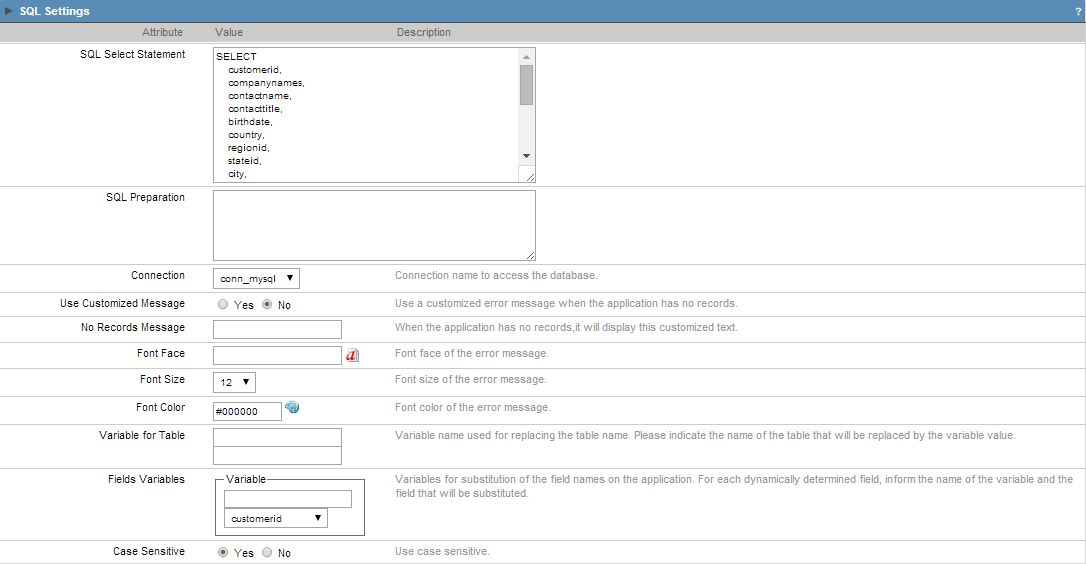 SQL Settings ?
Attribute Value Description
SQL Select Statement
SELECT
customerid,
companynames,
contactname,
contacttitle,
birthdate,
country,
regionid,
stateid,
city,
SQL Preparation
Connection conn_mysql Connection name to access the database.
Use Customized Message Yes No Use a customized error message when the application has no records.
No Records Message When the application has no records,it will display this customized text.
Font Face a Font face of the error message.
Font Size 12 Font size of the error message.
Font Color #000000 Font color of the error message.
Variable for Table Variable name used for replacing the table name. Please indicate the name of the table that will be replaced by the variable value.
Fields Variables Variable Variables for substitution of the field names on the application. For each dynamically determined field, inform the name of the variable and the
field that will be substituted.
customerid
Case Sensitive Yes No Use case sensitive.